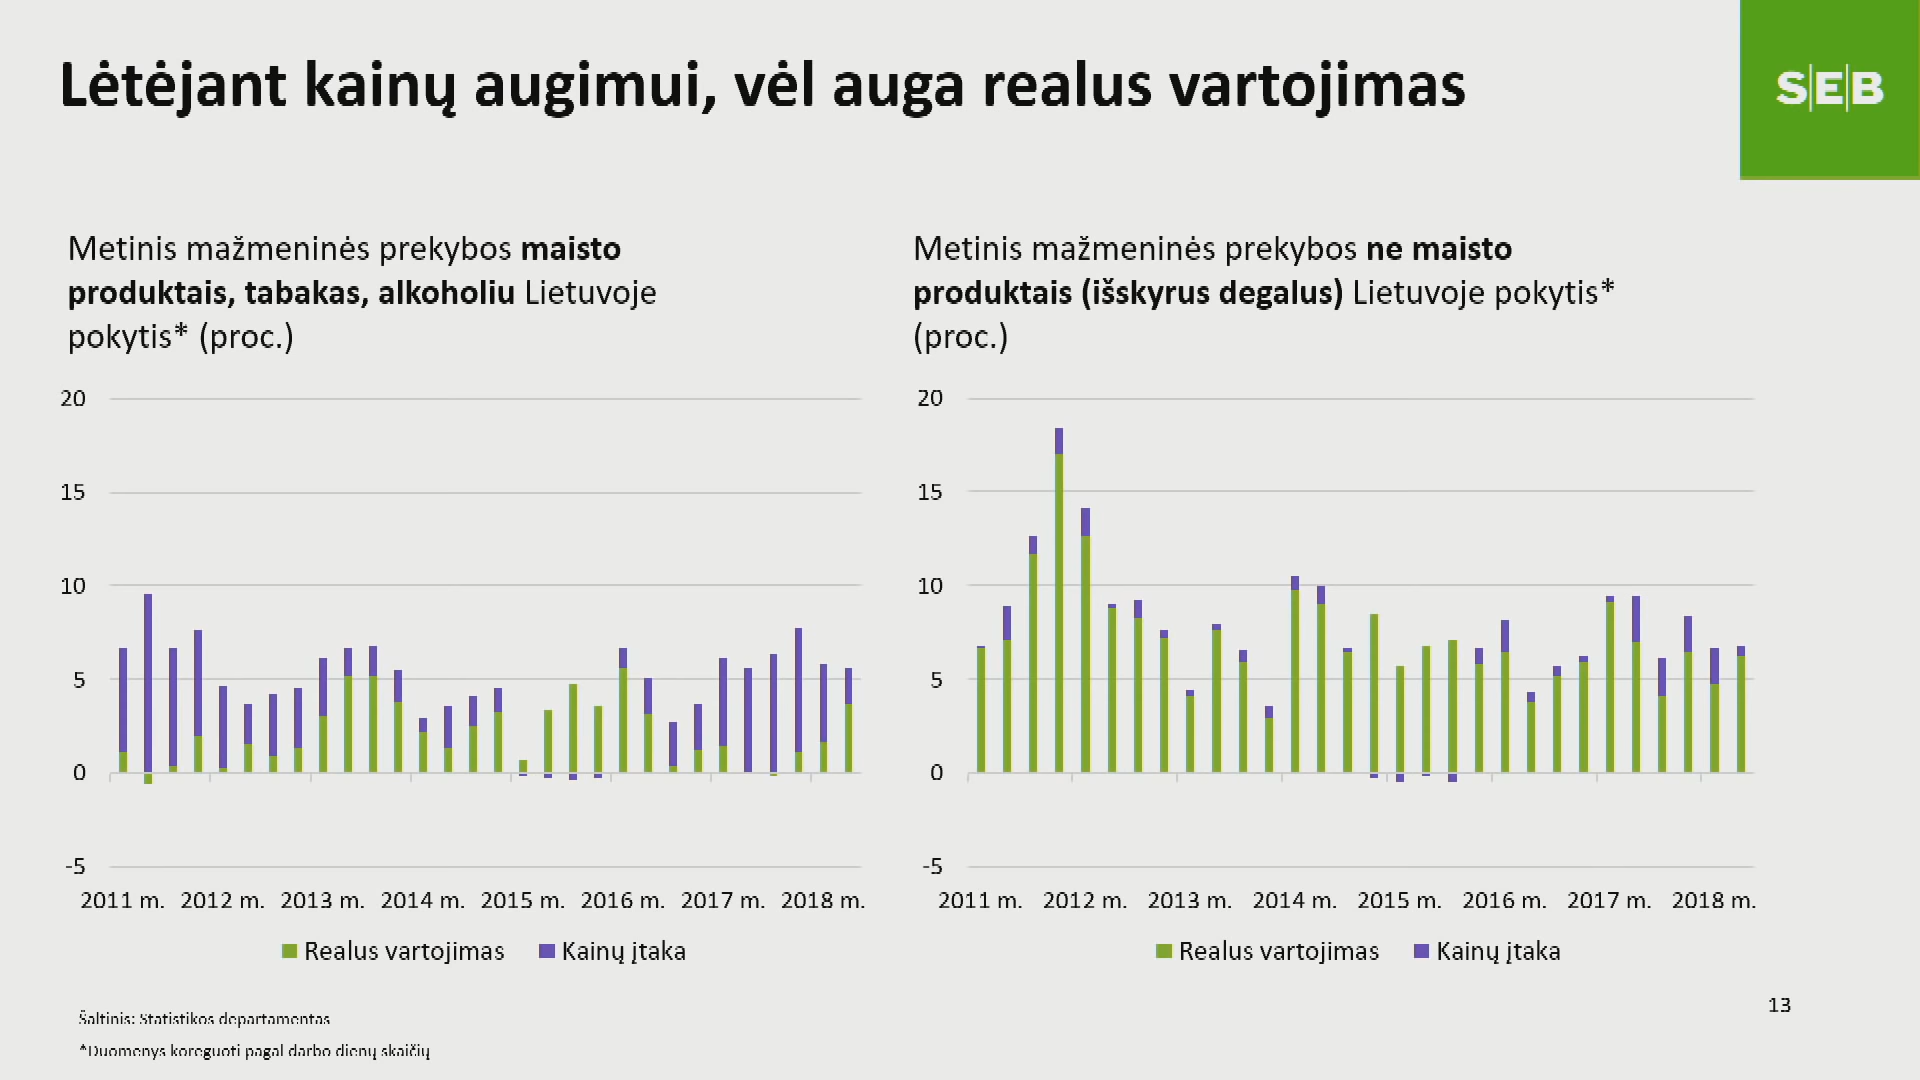 Lėtėjant kainų augimui, vėl auga realus vartojimas
S|E|B
Metinis mažmeninės prekybos maisto
produktais, tabakas, alkoholiu Lietuvoje
pokytis* (proc.)
20
15
10
5
0
-5
2011 m. 2012 m. 2013 m. 2014 m. 2015 m. 2016 m. 2017 m. 2018 m.
Realus vartojimas Kainų įtaka
Metinis mažmeninės prekybos ne maisto
produktais (išskyrus degalus) Lietuvoje pokytis*
(proc.)
20
15
10
5
0
-5
2011 m. 2012 m. 2013 m. 2014 m. 2015 m. 2016 m. 2017 m. 2018 m.
Realus vartojimas Kainų įtaka
Šaltinis: Statistikos departamentas
*Duomenys koreguoti pagal darbo dienų skaičių
13